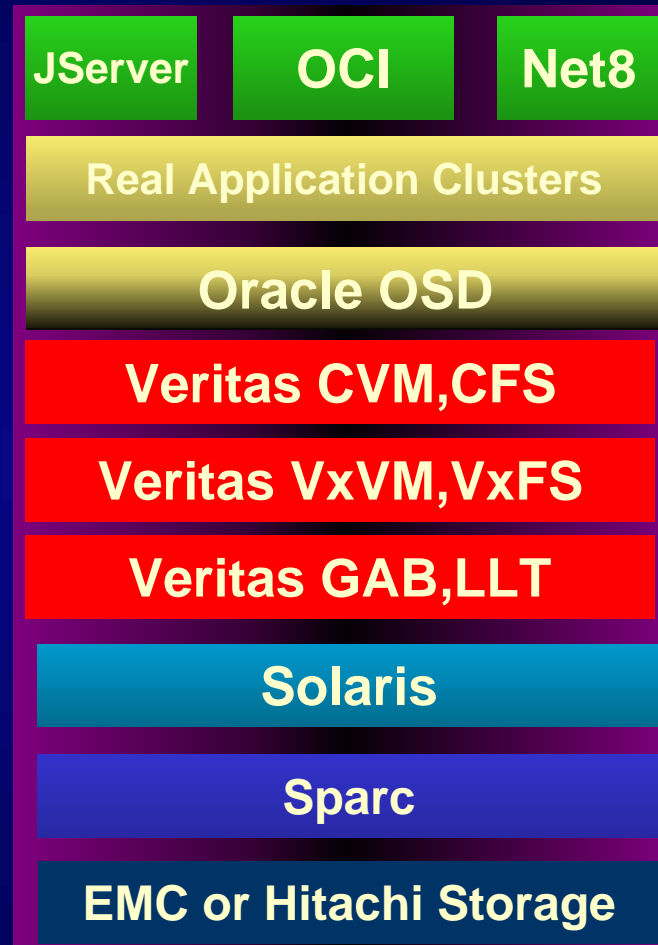 JServer OCI Net8
Real Application Clusters
Oracle OSD
Veritas CVM,CFS
Veritas VxVM,VxFS
Veritas GAB,LLT
Solaris
Sparc
EMC or Hitachi Storage